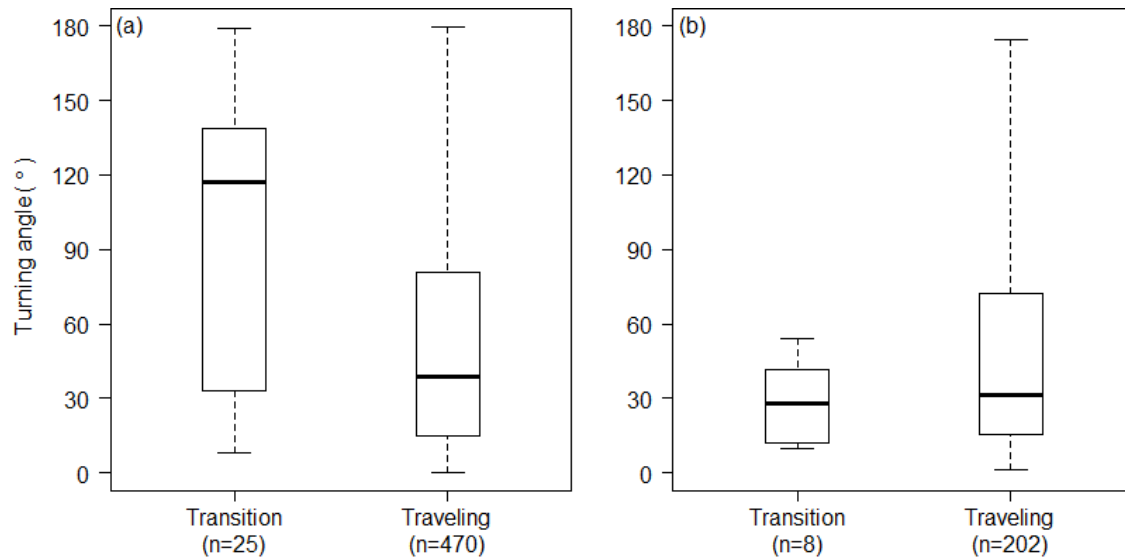 (a)
(b)
Turning angle ( ° )
180
150
120
90
60
30
0
180
150
120
90
60
30
0
Transition
(n=25)
Traveling
(n=470)
Transition
(n=8)
Traveling
(n=202)